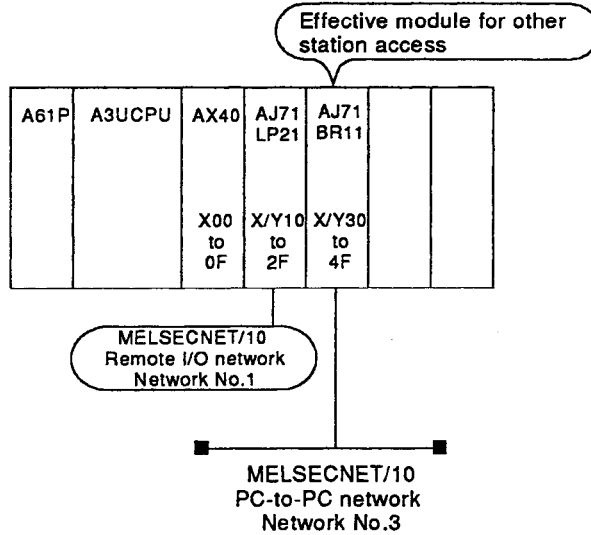 Effective module for other
station access
A61P
A3UCPU
AX40
AJ71
LP21
AJ71
BR11
X00
to
0F
X/Y10
to
2F
X/Y30
to
4F
MELSECNET/10
Remote I/O network
Network No.1
MELSECNET/10
PC-to-PC network
Network No.3